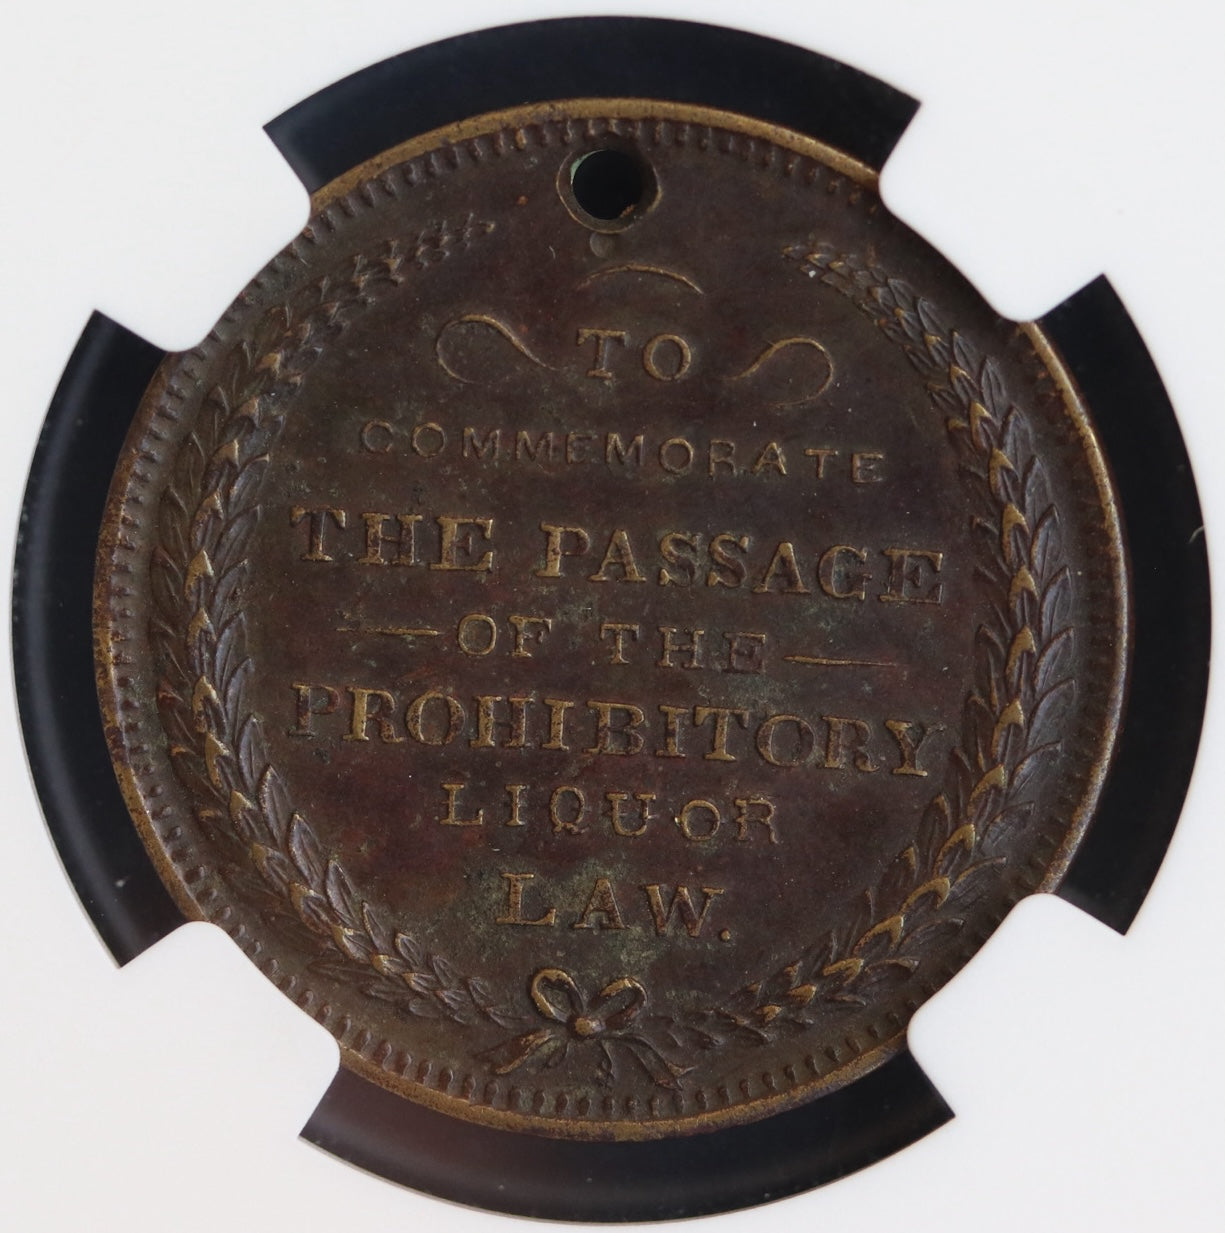 TO
COMMEMORATE
THE PASSAGE
OF THE
PROHIBITORY
LIQUOR
LAW.